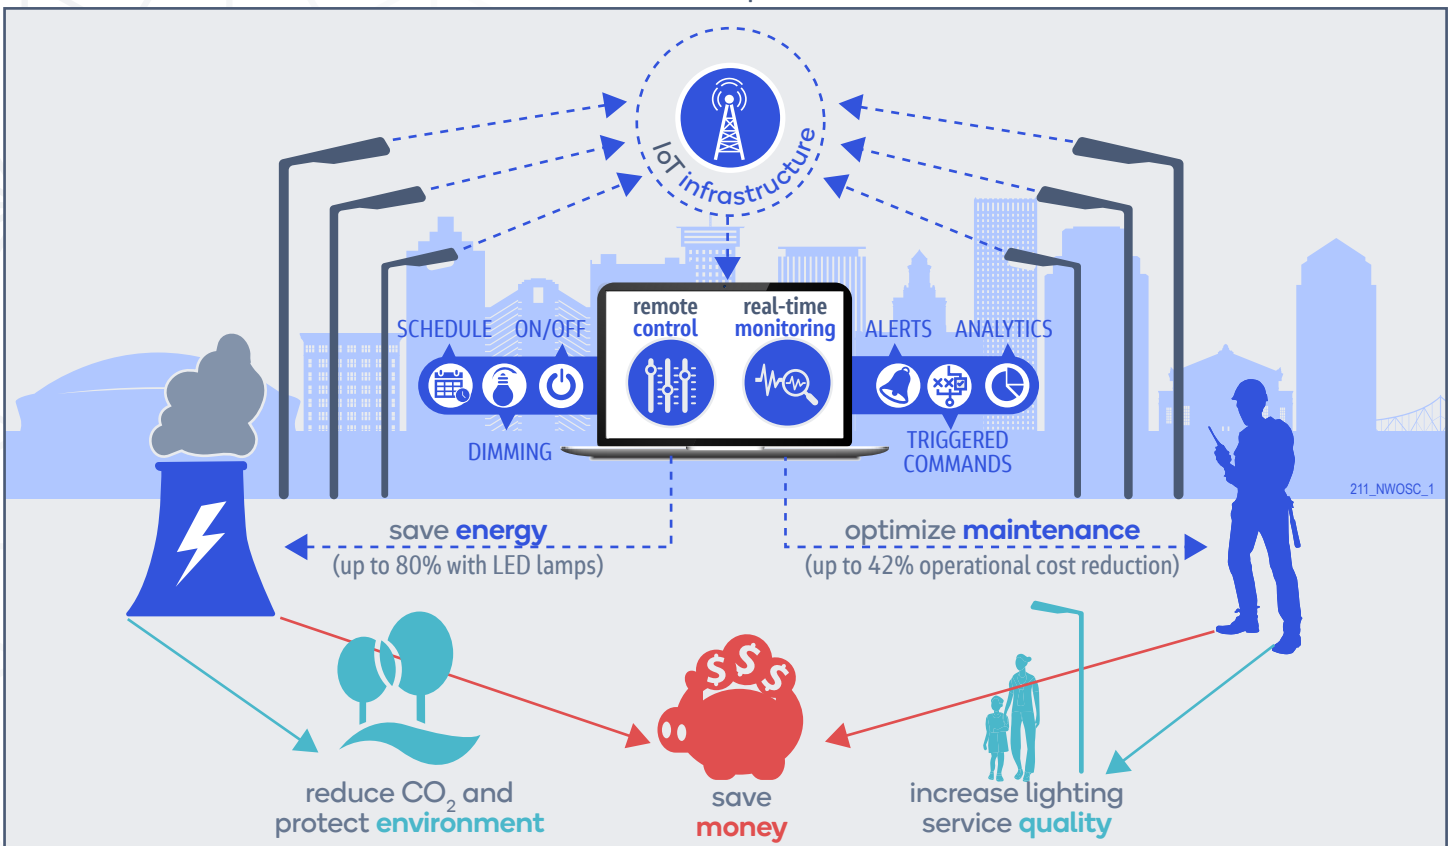 IoT infrastructure
remote
control
real-time
monitoring
SCHEDULE
ON/OFF
ALERTS
ANALYTICS
DIMMING
TRIGGERED
COMMANDS
211_NWOSC_1
save energy
(up to 80% with LED lamps)
optimize maintenance
(up to 42% operational cost reduction)
$ $ $
reduce CO₂ and
protect environment
save
money
increase lighting
service quality